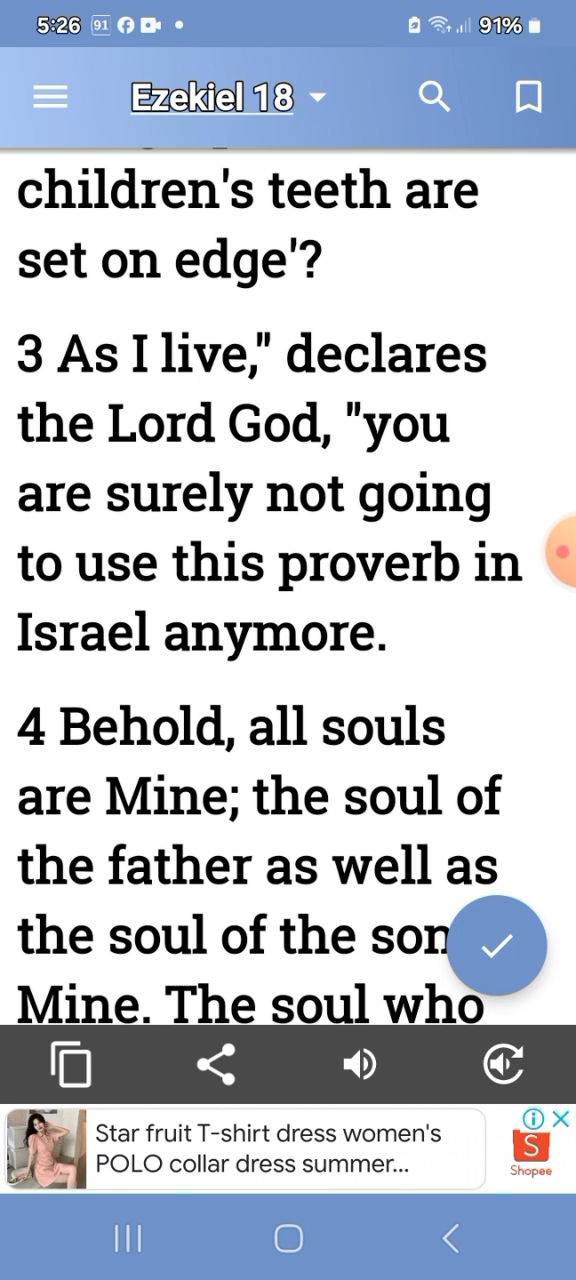 5:26 91 91%
Ezekiel 18
children's teeth are
set on edge'?
3 As I live," declares
the Lord God, "you
are surely not going
to use this proverb in
Israel anymore.
4 Behold, all souls
are Mine; the soul of
the father as well as
the soul of the son
Mine. The soul who
Star fruit T-shirt dress women's
POLO collar dress summer...
S
Shopee